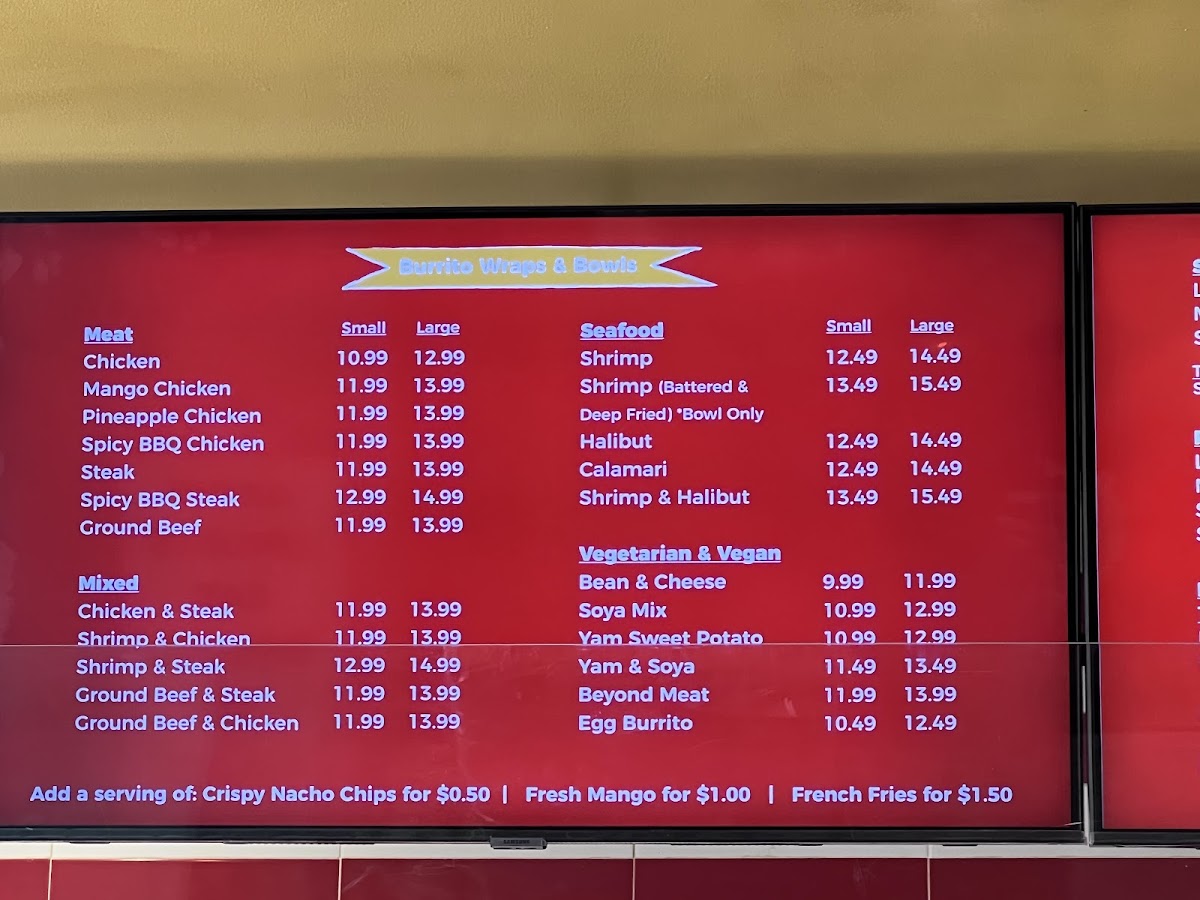 Burrito Wraps & Bowls
Meat Small Large
Chicken 10.99 12.99
Mango Chicken 11.99 13.99
Pineapple Chicken 11.99 13.99
Spicy BBQ Chicken 11.99 13.99
Steak 11.99 13.99
Spicy BBQ Steak 12.99 14.99
Ground Beef 11.99 13.99
Mixed
Chicken & Steak 11.99 13.99
Shrimp & Chicken 11.99 13.99
Shrimp & Steak 12.99 14.99
Ground Beef & Steak 11.99 13.99
Ground Beef & Chicken 11.99 13.99
Seafood Small Large
Shrimp 12.49 14.49
Shrimp (Battered & 13.49 15.49
Deep Fried) *Bowl Only
Halibut 12.49 14.49
Calamari 12.49 14.49
Shrimp & Halibut 13.49 15.49
Vegetarian & Vegan
Bean & Cheese 9.99 11.99
Soya Mix 10.99 12.99
Yam Sweet Potato 10.99 12.99
Yam & Soya 11.49 13.49
Beyond Meat 11.99 13.99
Egg Burrito 10.49 12.49
Add a serving of: Crispy Nacho Chips for $0.50 | Fresh Mango for $1.00 | French Fries for $1.50
SAMSUNG